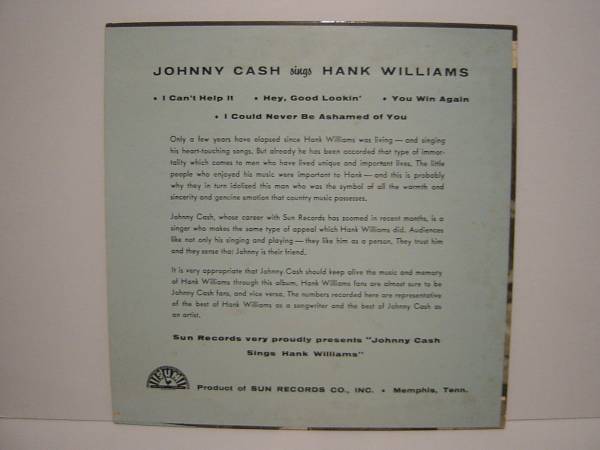 JOHNNY CASH sings HANK WILLIAMS
• I Can't Help It • Hey, Good Lookin' • You Win Again
• I Could Never Be Ashamed of You
Only a few years have elapsed since Hank Williams was living — and singing
his heart-touching songs. But already he has been accorded that type of immor-
tality which comes to men who have lived unique and important lives. The little
people who enjoyed his music were important to Hank — and this is probably
why they in turn idolized this man who was the symbol of all the warmth and
sincerity and genuine emotion that country music possesses.
Johnny Cash, whose career with Sun Records has zoomed in recent months, is a
singer who makes the same type of appeal which Hank Williams did. Audiences
like not only his singing and playing — they like him as a person. They trust him
and they sense that Johnny is their friend.
It is very appropriate that Johnny Cash should keep alive the music and memory
of Hank Williams through this album. Hank Williams fans are almost sure to be
Johnny Cash fans, and vice versa. The numbers recorded here are representative
of the best of Hank Williams as a songwriter and the best of Johnny Cash as
an artist.
Sun Records very proudly presents "Johnny Cash
Sings Hank Williams"
SUN
Product of SUN RECORDS CO., INC. • Memphis, Tenn.